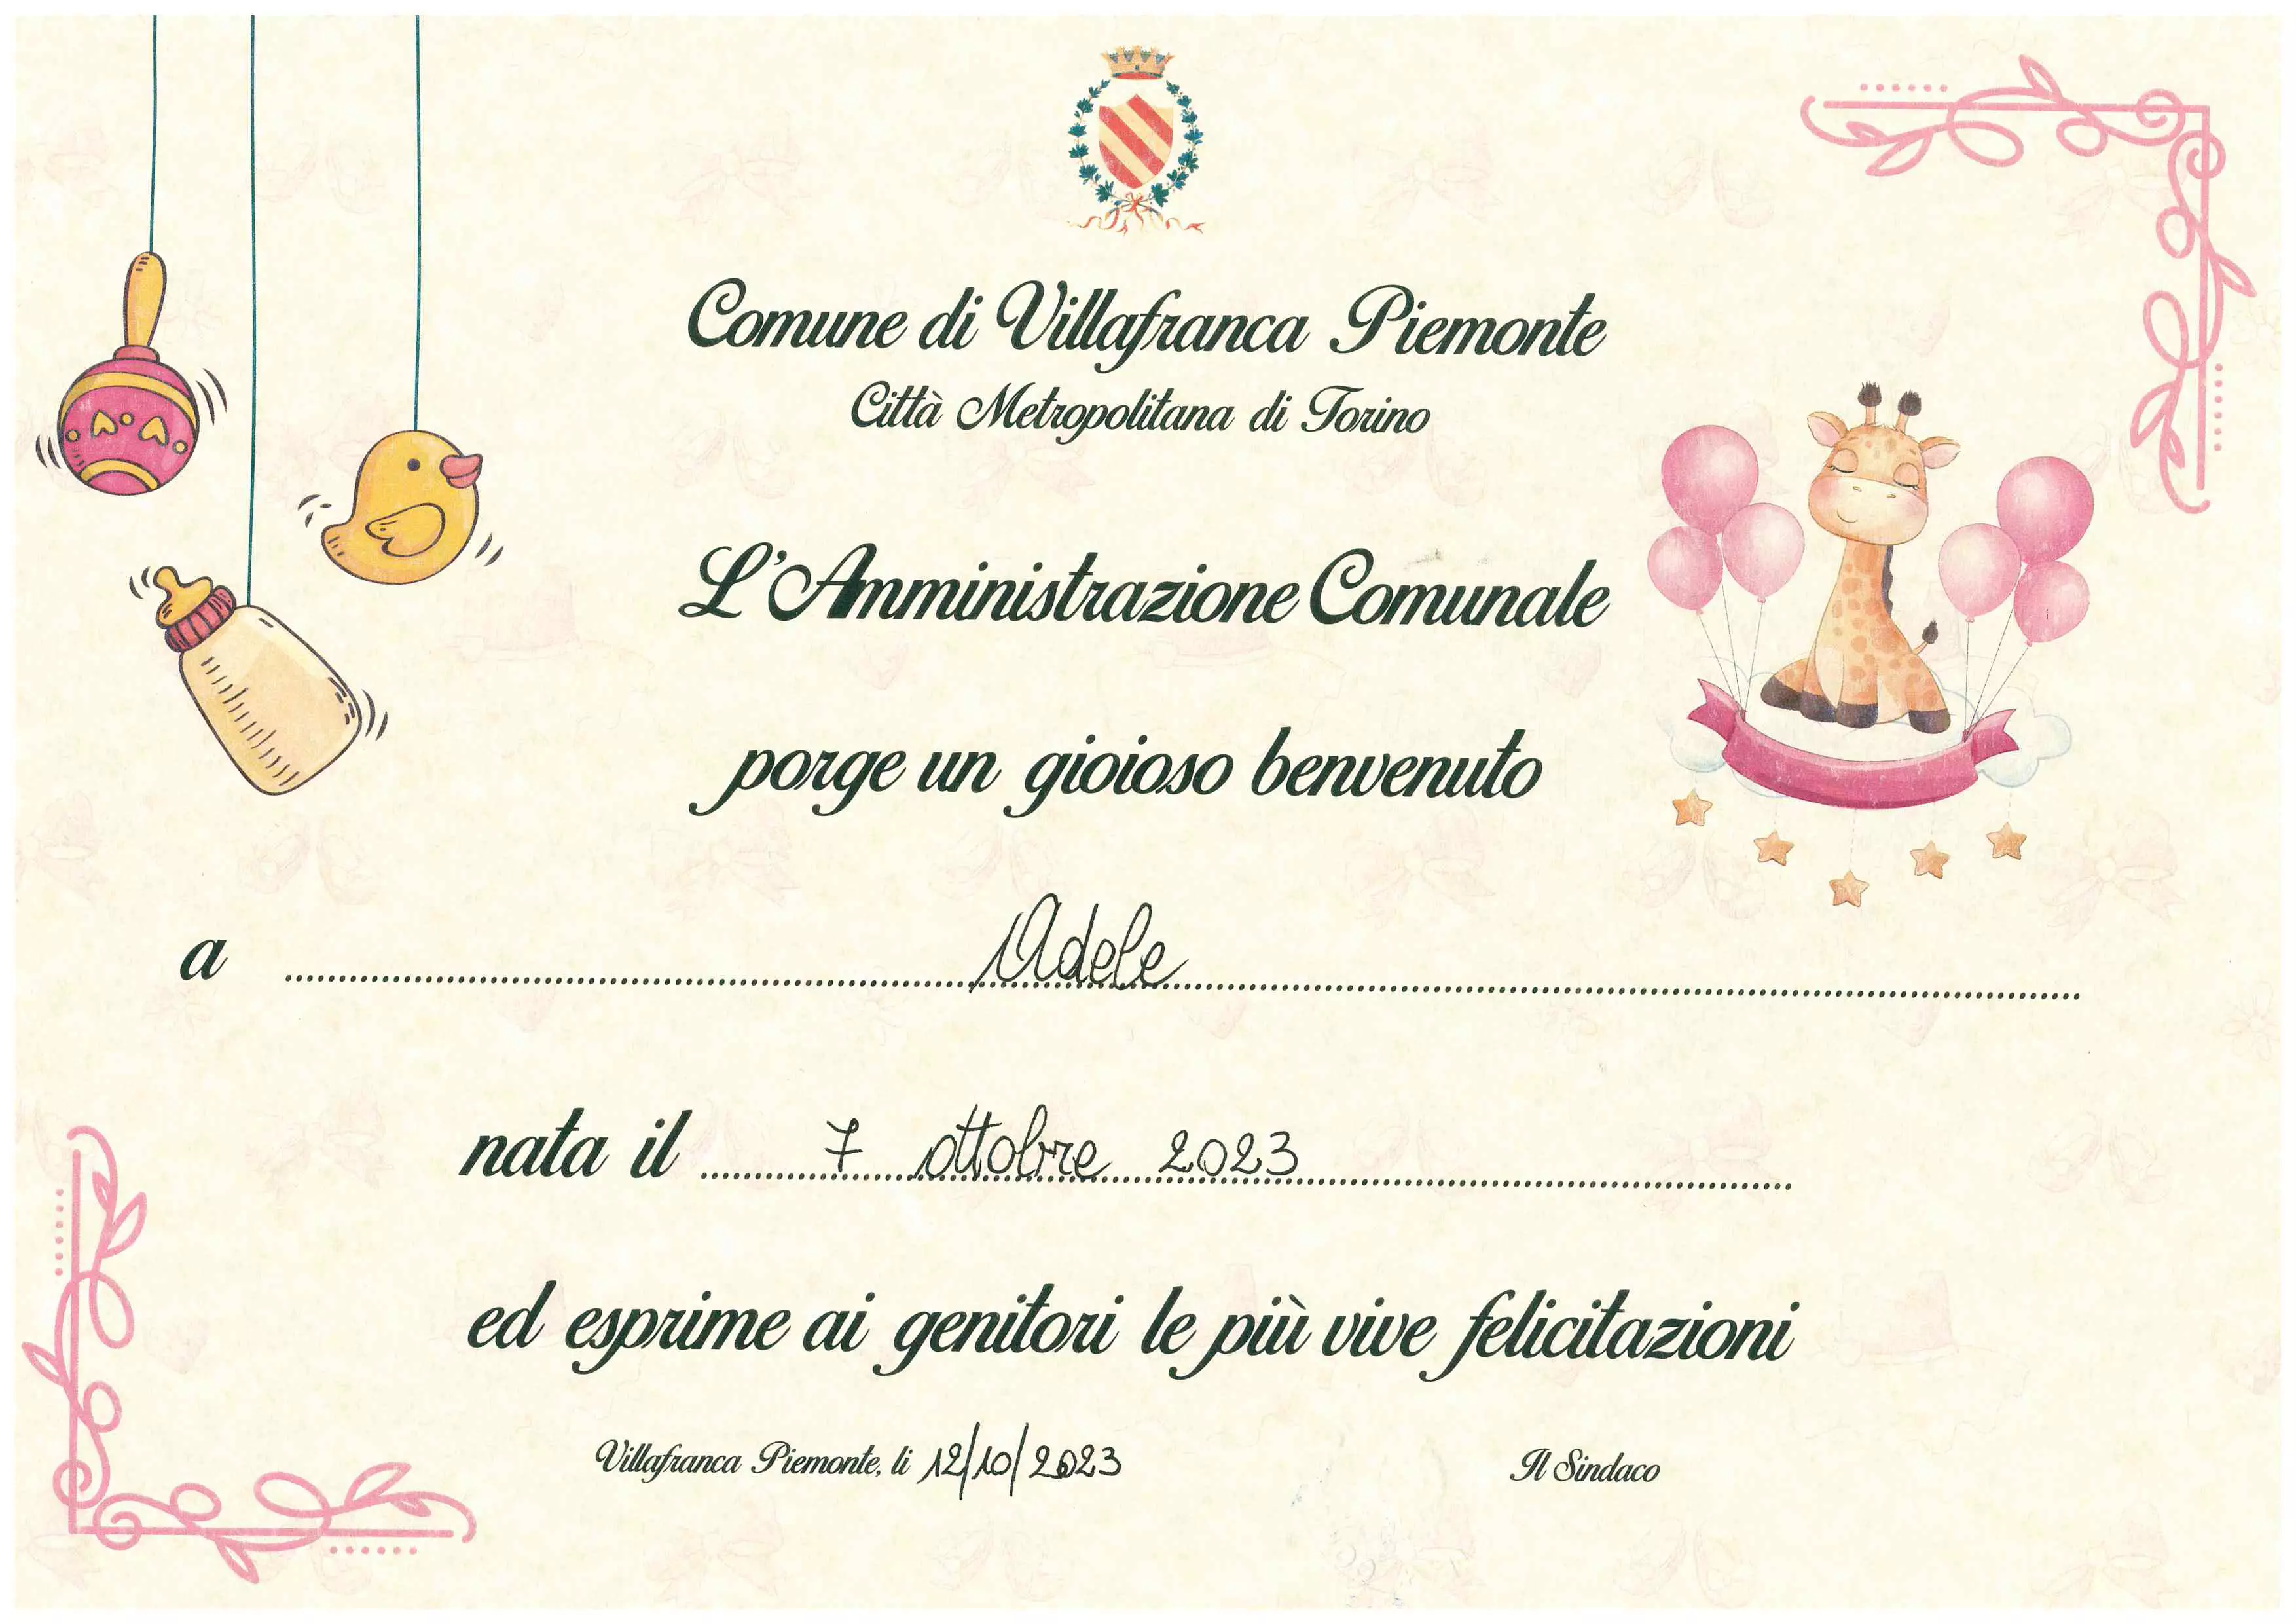 Comune di Villafranca Piemonte
Città Metropolitana di Torino
L'Amministrazione Comunale
porge un gioioso benvenuto
a Adele
nata il 7 ottobre 2023
ed esprime ai genitori le più vive felicitazioni
Villafranca Piemonte, li 12/10/2023 Il Sindaco